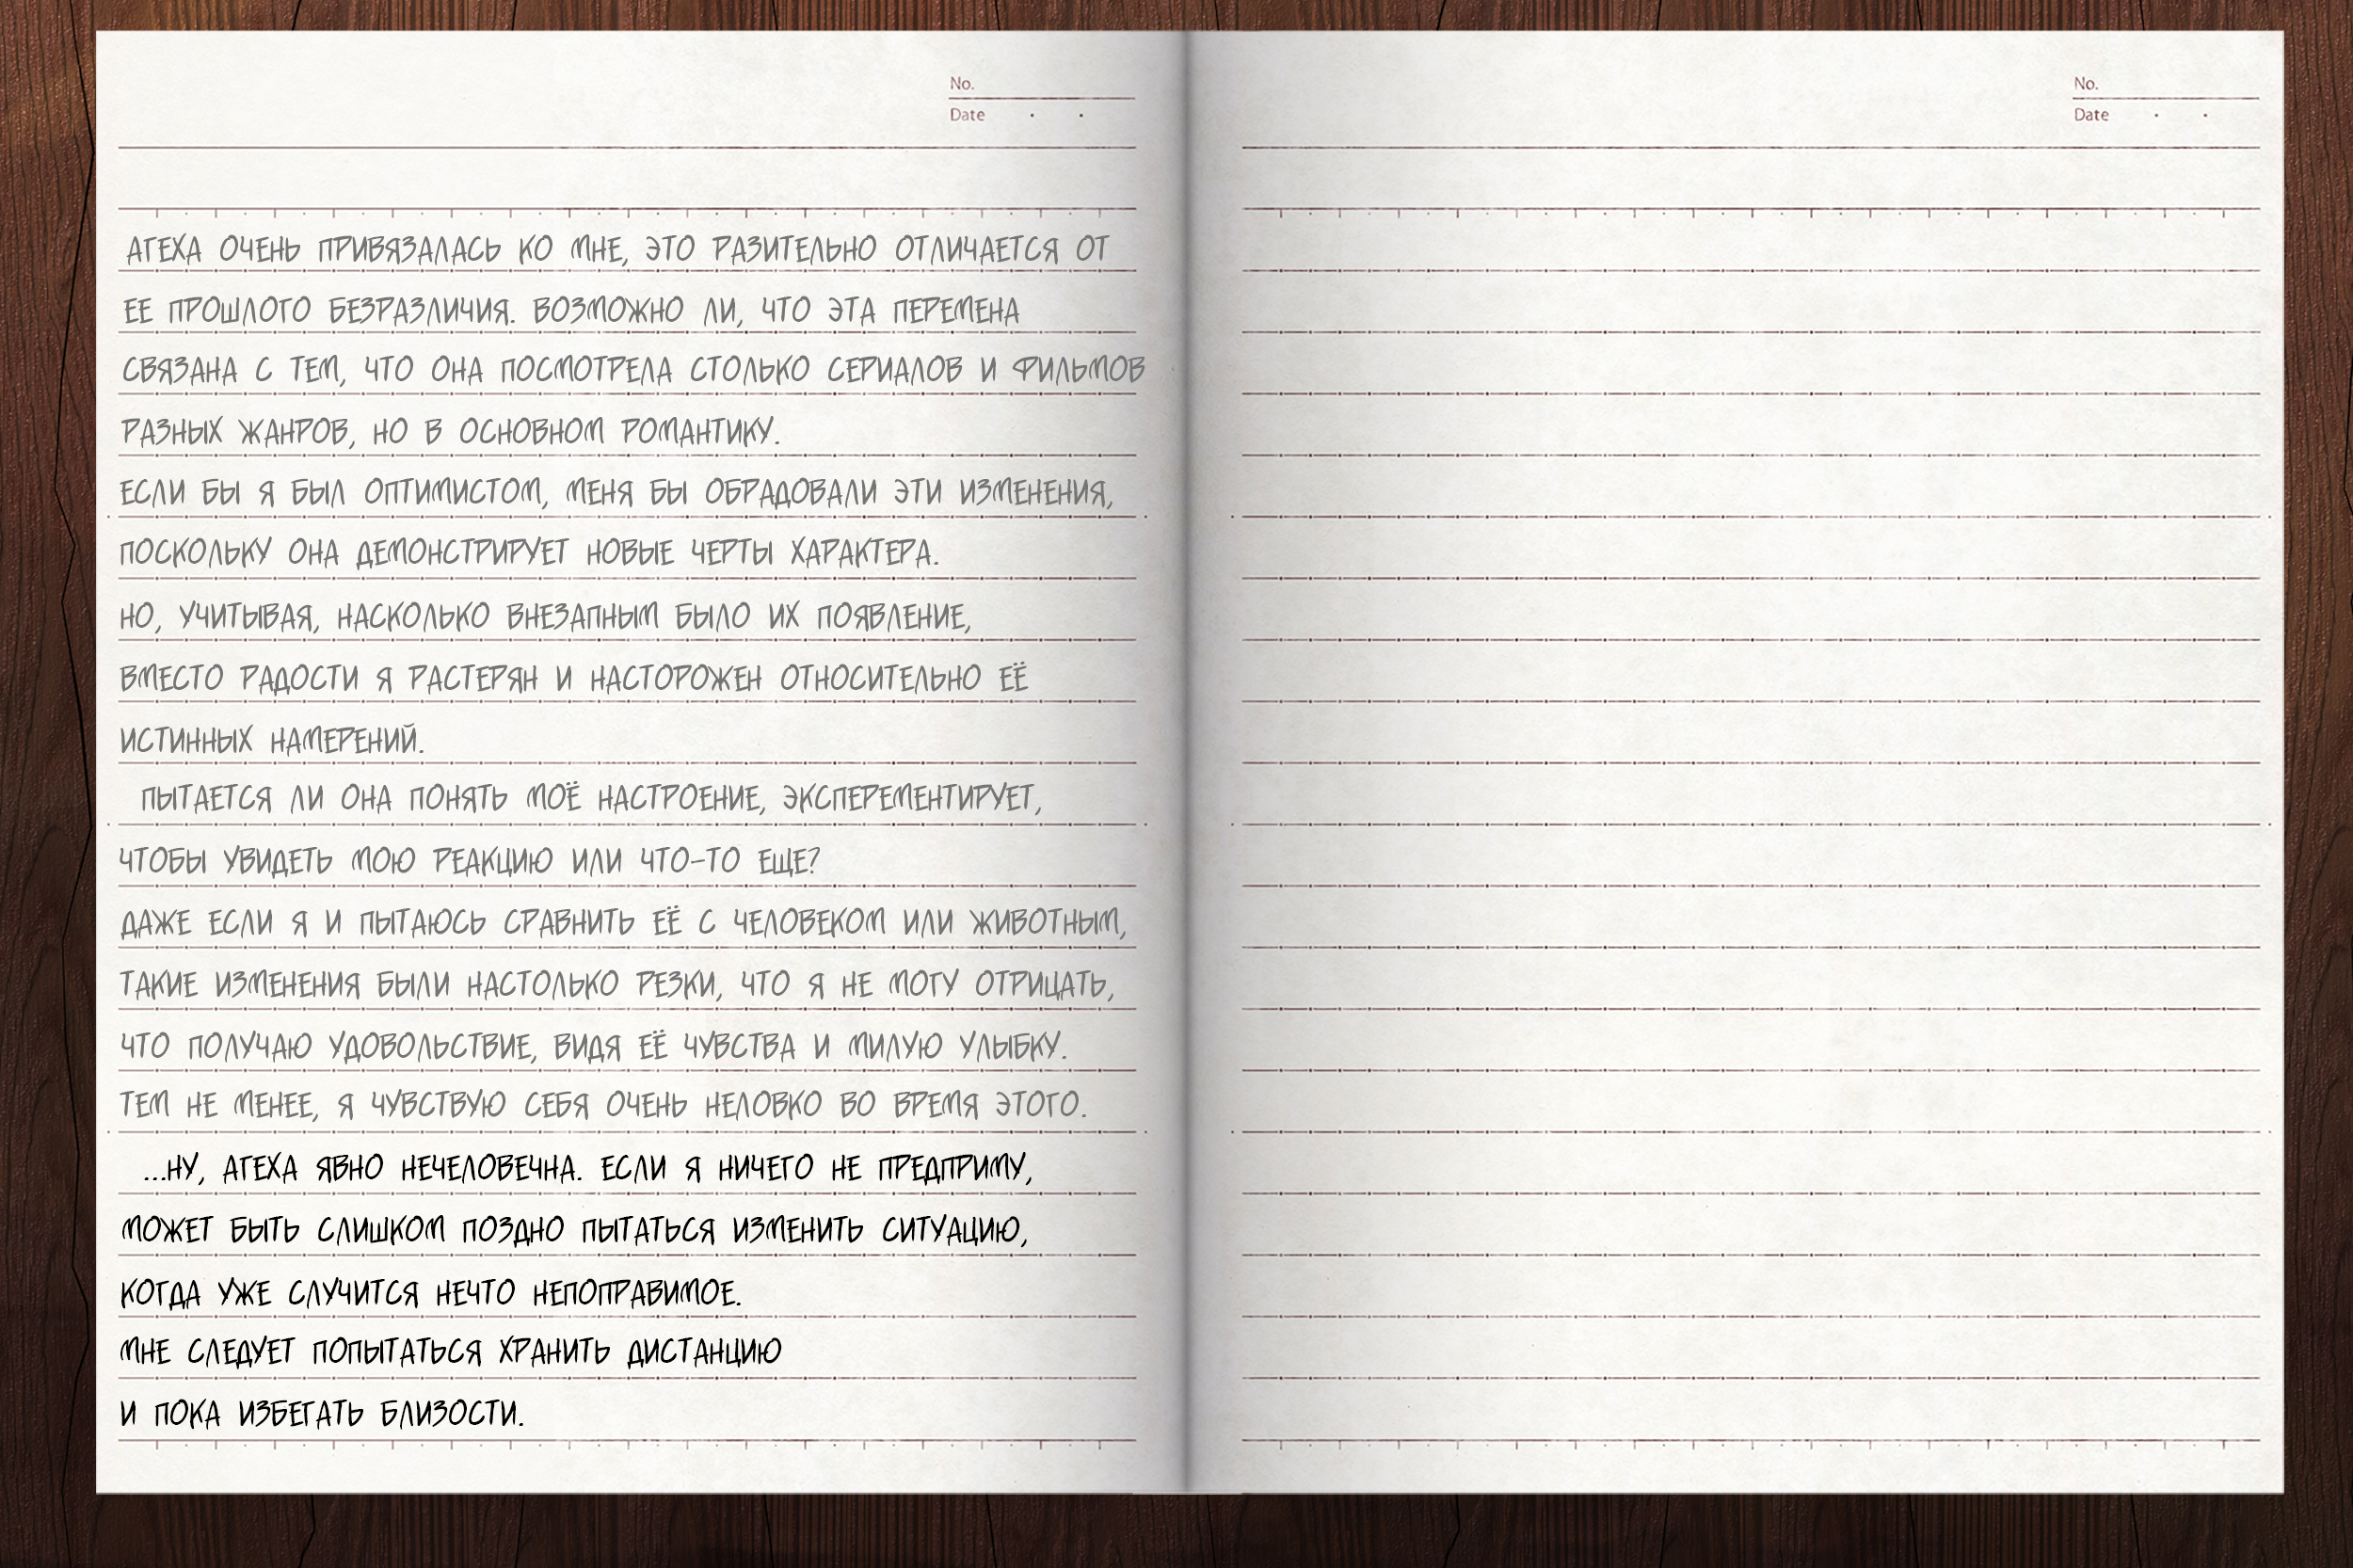 No.
Date . .
АГЕХА ОЧЕНЬ ПРИВЯЗАЛАСЬ КО МНЕ, ЭТО РАЗИТЕЛЬНО ОТЛИЧАЕТСЯ ОТ
ЕЕ ПРОШЛОГО БЕЗРАЗЛИЧИЯ. ВОЗМОЖНО ЛИ, ЧТО ЭТА ПЕРЕМЕНА
СВЯЗАНА С ТЕМ, ЧТО ОНА ПОСМОТРЕЛА СТОЛЬКО СЕРИАЛОВ И ФИЛЬМОВ
РАЗНЫХ ЖАНРОВ, НО В ОСНОВНОМ РОМАНТИКУ.
ЕСЛИ БЫ Я БЫЛ ОПТИМИСТОМ, МЕНЯ БЫ ОБРАДОВАЛИ ЭТИ ИЗМЕНЕНИЯ,
ПОСКОЛЬКУ ОНА ДЕМОНСТРИРУЕТ НОВЫЕ ЧЕРТЫ ХАРАКТЕРА.
НО, УЧИТЫВАЯ, НАСКОЛЬКО ВНЕЗАПНЫМ БЫЛО ИХ ПОЯВЛЕНИЕ,
ВМЕСТО РАДОСТИ Я РАСТЕРЯН И НАСТОРОЖЕН ОТНОСИТЕЛЬНО ЕЁ
ИСТИННЫХ НАМЕРЕНИЙ.
ПЫТАЕТСЯ ЛИ ОНА ПОНЯТЬ МОЁ НАСТРОЕНИЕ, ЭКСПЕРЕМЕНТИРУЕТ,
ЧТОБЫ УВИДЕТЬ МОЮ РЕАКЦИЮ ИЛИ ЧТО-ТО ЕЩЕ?
ДАЖЕ ЕСЛИ Я И ПЫТАЮСЬ СРАВНИТЬ ЕЁ С ЧЕЛОВЕКОМ ИЛИ ЖИВОТНЫМ,
ТАКИЕ ИЗМЕНЕНИЯ БЫЛИ НАСТОЛЬКО РЕЗКИ, ЧТО Я НЕ МОГУ ОТРИЦАТЬ,
ЧТО ПОЛУЧАЮ УДОВОЛЬСТВИЕ, ВИДЯ ЕЁ ЧУВСТВА И МИЛУЮ УЛЫБКУ.
ТЕМ НЕ МЕНЕЕ, Я ЧУВСТВУЮ СЕБЯ ОЧЕНЬ НЕЛОВКО ВО ВРЕМЯ ЭТОГО.
...НУ, АГЕХА ЯВНО НЕЧЕЛОВЕЧНА. ЕСЛИ Я НИЧЕГО НЕ ПРЕДПРИМУ,
МОЖЕТ БЫТЬ СЛИШКОМ ПОЗДНО ПЫТАТЬСЯ ИЗМЕНИТЬ СИТУАЦИЮ,
КОГДА УЖЕ СЛУЧИТСЯ НЕЧТО НЕПОПРАВИМОЕ.
МНЕ СЛЕДУЕТ ПОПЫТАТЬСЯ ХРАНИТЬ ДИСТАНЦИЮ
И ПОКА ИЗБЕГАТЬ БЛИЗОСТИ.
No.
Date . .